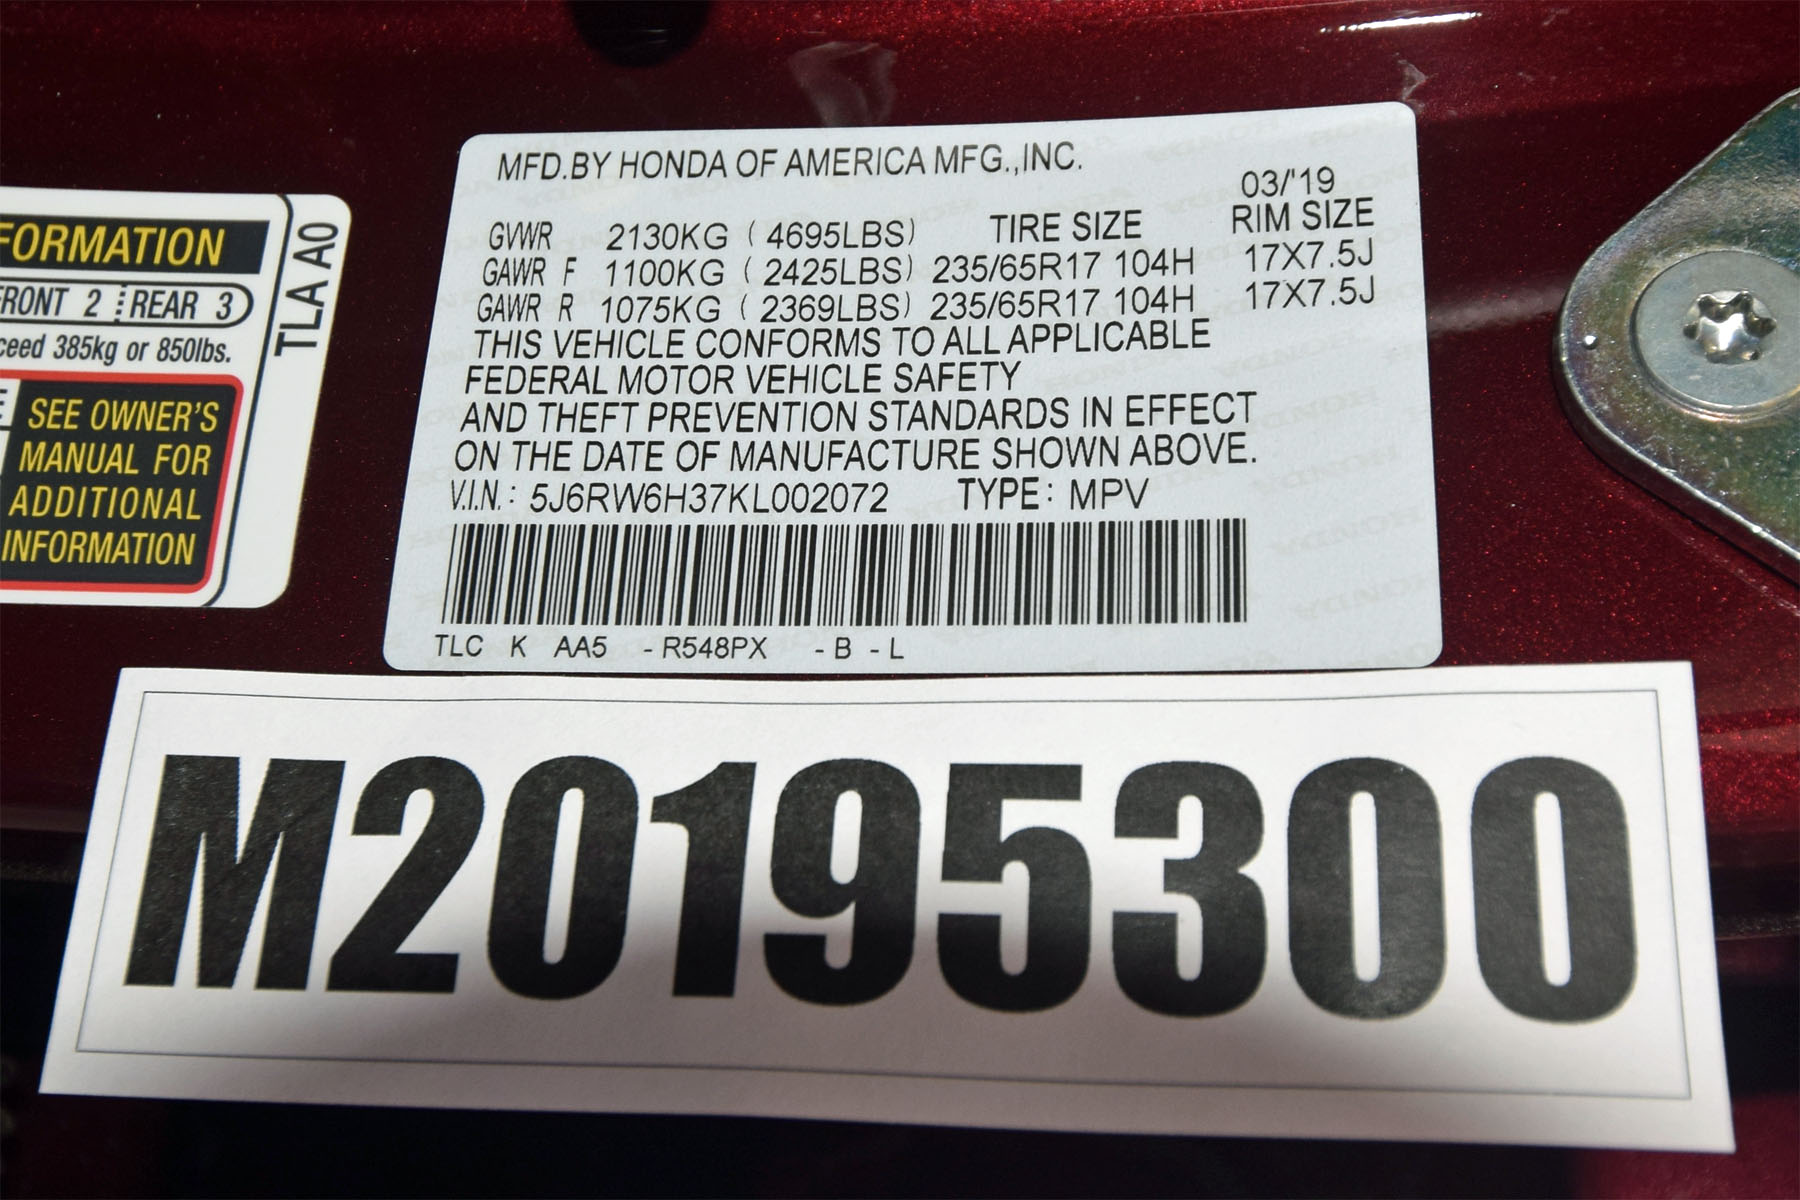 FORMATION
FRONT 2 REAR 3
ceed 385kg or 850lbs.
SEE OWNER'S
MANUAL FOR
ADDITIONAL
INFORMATION
TLA A0
MFD.BY HONDA OF AMERICA MFG.,INC.
03/'19
GVWR 2130KG ( 4695LBS) TIRE SIZE RIM SIZE
GAWR F 1100KG ( 2425LBS) 235/65R17 104H 17X7.5J
GAWR R 1075KG ( 2369LBS) 235/65R17 104H 17X7.5J
THIS VEHICLE CONFORMS TO ALL APPLICABLE
FEDERAL MOTOR VEHICLE SAFETY
AND THEFT PREVENTION STANDARDS IN EFFECT
ON THE DATE OF MANUFACTURE SHOWN ABOVE.
V.I.N.: 5J6RW6H37KL002072 TYPE: MPV
TLC K AA5 - R548PX - B - L
M20195300